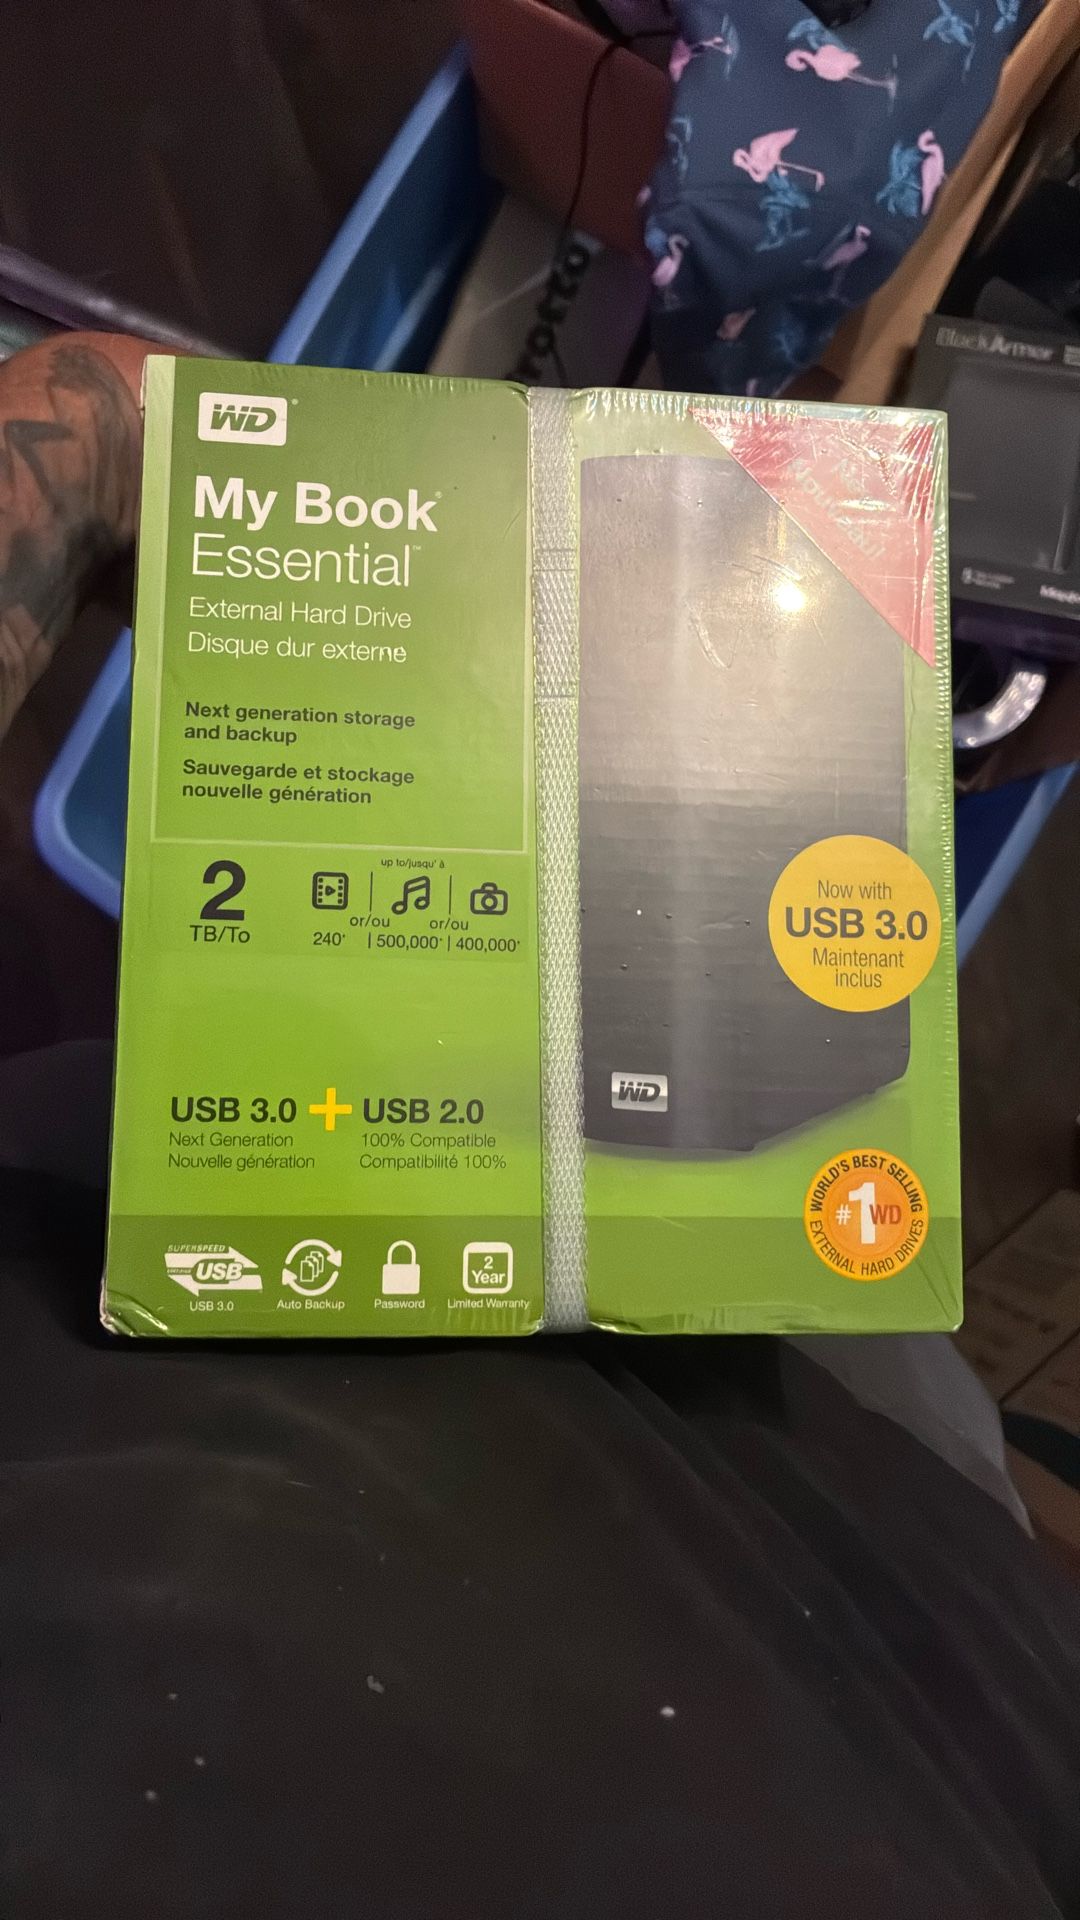 WD
My Book
Essential™
External Hard Drive
Disque dur externe
Next generation storage
and backup
Sauvegarde et stockage
nouvelle génération
2
TB/To
up to/jusqu' à
or/ou or/ou
240* | 500,000* | 400,000*
USB 3.0 + USB 2.0
Next Generation
Nouvelle génération
100% Compatible
Compatibilité 100%
SUPERSPEED
USB
USB 3.0
Auto Backup
Password
2
Year
Limited Warranty
Nouveau!
Now with
USB 3.0
Maintenant
inclus
WD
WORLD'S BEST SELLING
#1 WD
EXTERNAL HARD DRIVES
BlackArmor